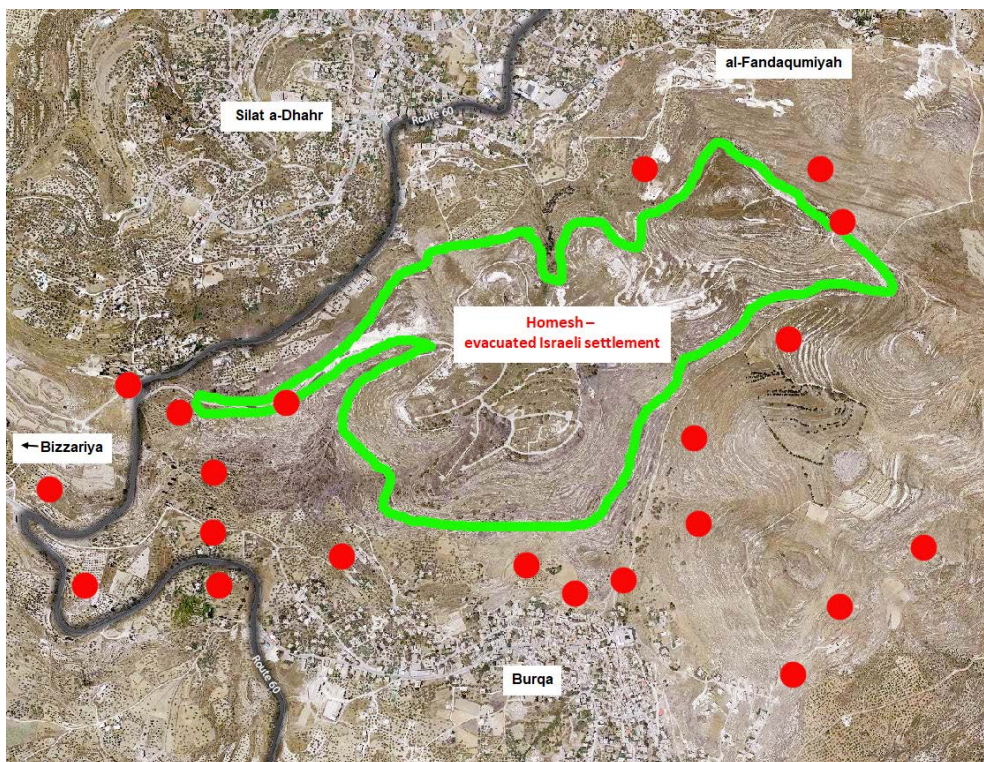 al-Fandaqumiyah
Silat a-Dhahr
Route 60
Homesh –
evacuated Israeli settlement
←Bizzariya
Route 60
Burqa